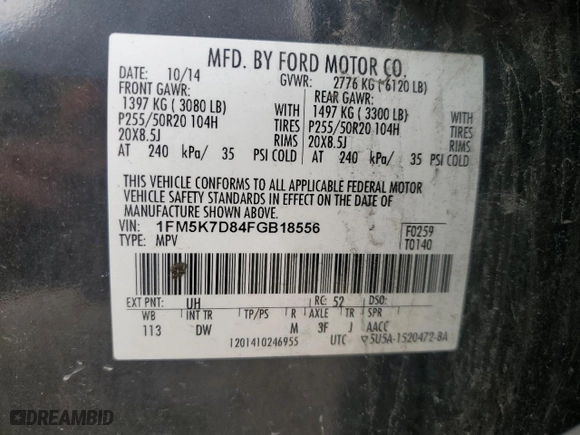 MFD. BY FORD MOTOR CO.
DATE: 10/14 GVWR: 2776 KG ( 6120 LB)
FRONT GAWR: REAR GAWR:
1397 KG ( 3080 LB) WITH 1497 KG ( 3300 LB) WITH
P255/50R20 104H TIRES P255/50R20 104H TIRES
20X8.5J RIMS 20X8.5J RIMS
AT 240 kPa/ 35 PSI COLD AT 240 kPa/ 35 PSI COLD
THIS VEHICLE CONFORMS TO ALL APPLICABLE FEDERAL MOTOR
VEHICLE SAFETY STANDARDS IN EFFECT ON THE DATE OF
MANUFACTURE SHOWN ABOVE.
VIN: 1FM5K7D84FGB18556 F0259
TYPE: MPV T0140
EXT PNT: UH RC: 52 DSO:
WB INT TR TP/PS R AXLE TR SPR
113 DW M 3F J AACC
1201410246955 UTC 5U5A-1520472-BA
DREAMBID